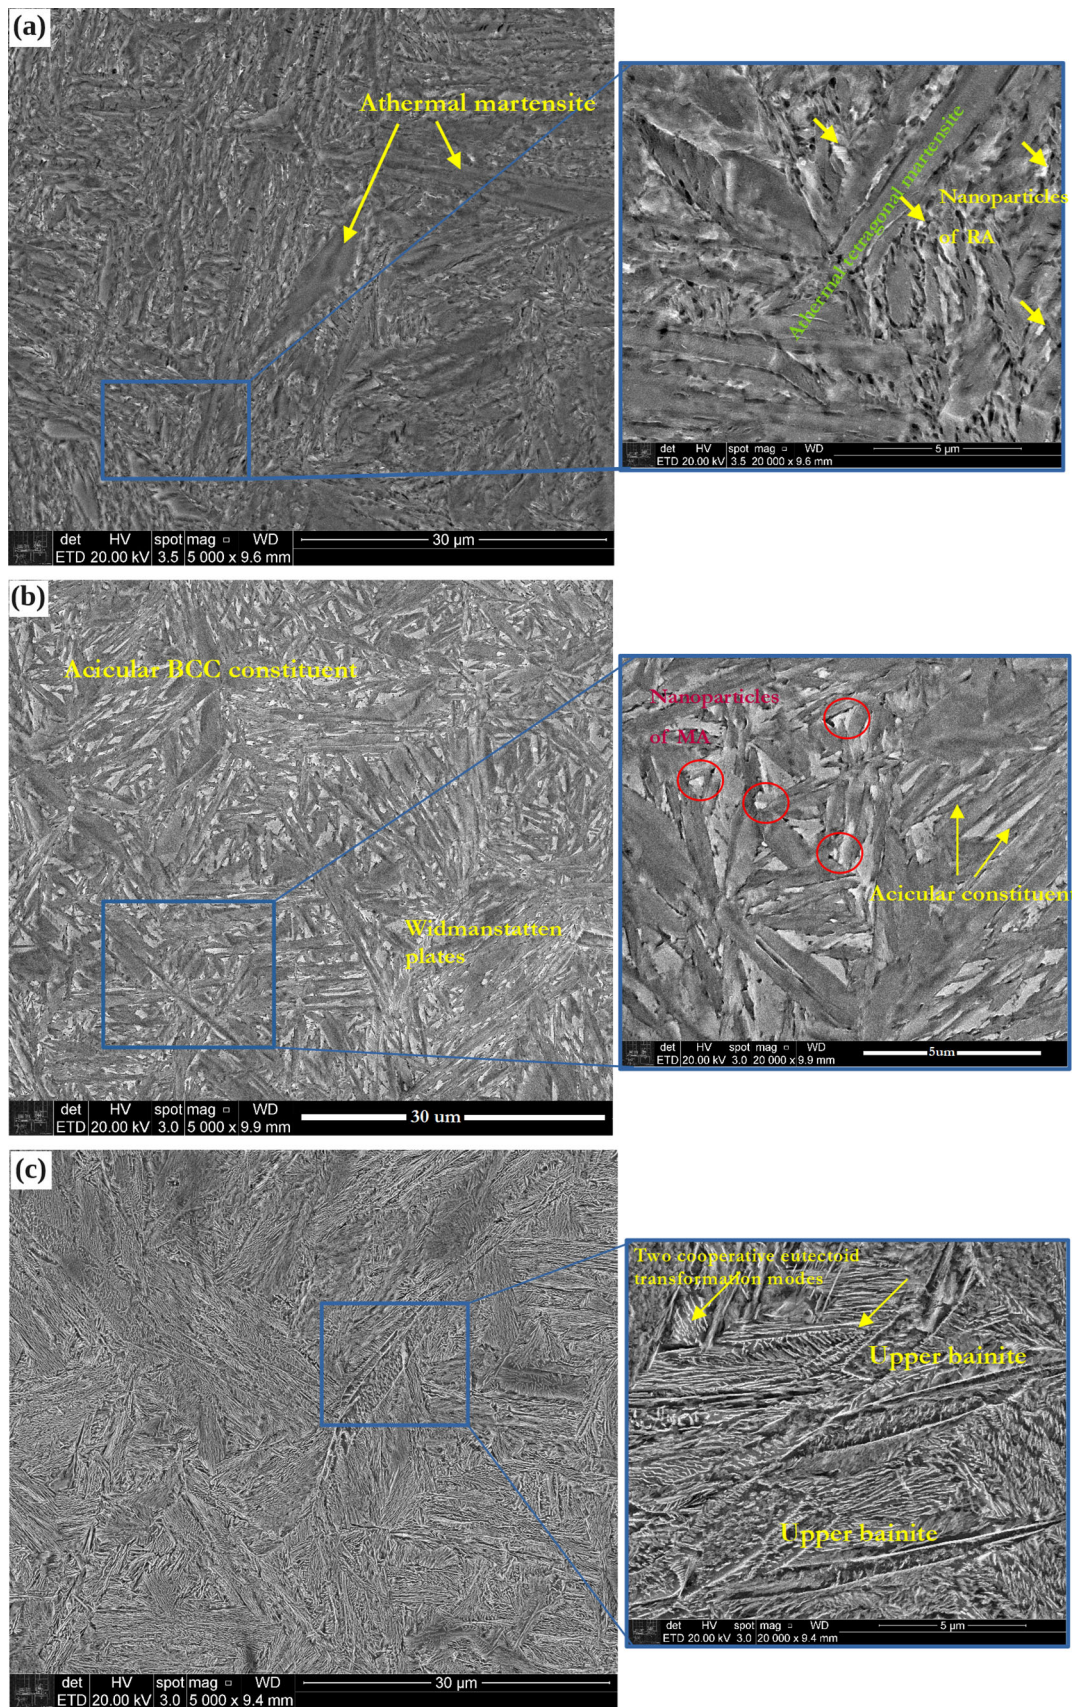 (a)
Athermal martensite
Athermal tetragonal martensite
Nanoparticles
of RA
det HV spot mag □ WD 5 µm
ETD 20.00 kV 3.5 20 000 x 9.6 mm
det HV spot mag □ WD 30 µm
ETD 20.00 kV 3.5 5 000 x 9.6 mm
(b)
Acicular BCC constituent
Widmanstatten
plates
Nanoparticles
of MA
Acicular constituent
det HV spot mag □ WD 5um
ETD 20.00 kV 3.0 20 000 x 9.9 mm
det HV spot mag □ WD 30 um
ETD 20.00 kV 3.0 5 000 x 9.9 mm
(c)
Two cooperative eutectoid
transformation modes
Upper bainite
Upper bainite
det HV spot mag □ WD 5 µm
ETD 20.00 kV 3.0 20 000 x 9.4 mm
det HV spot mag □ WD 30 µm
ETD 20.00 kV 3.0 5 000 x 9.4 mm